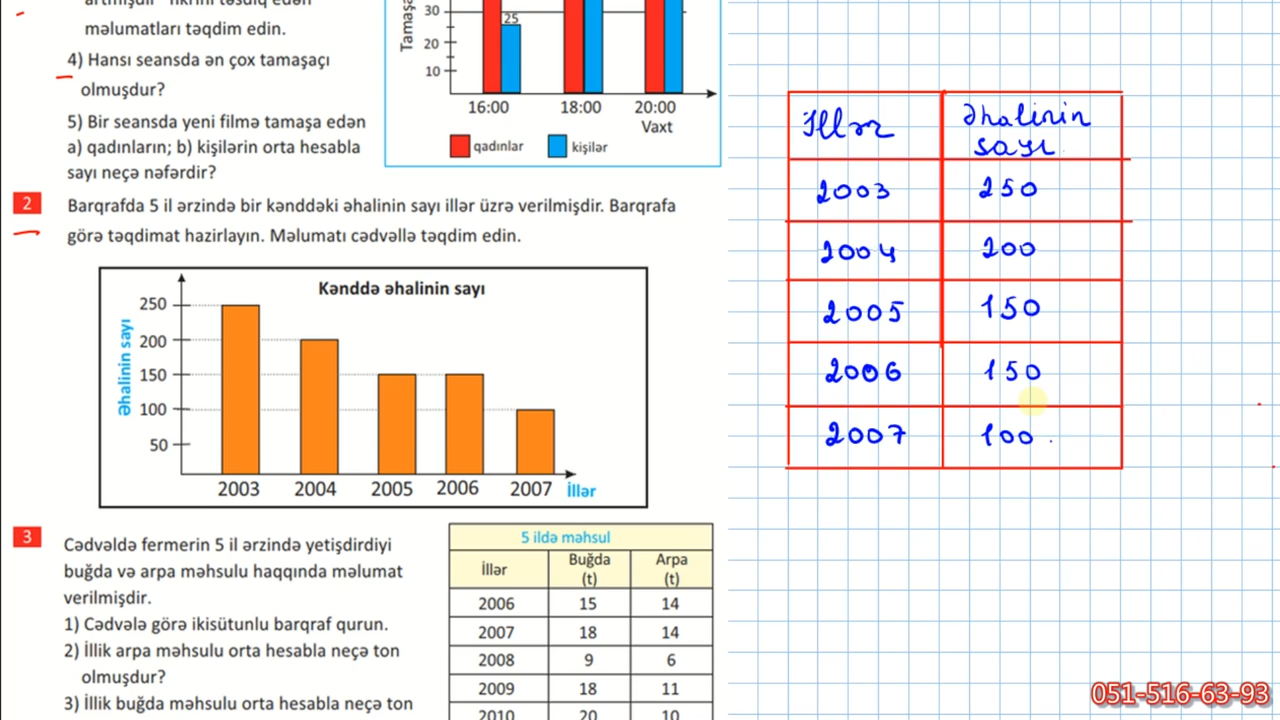 artmışdır" fikrini təsdiq edən
məlumatları təqdim edin.
4) Hansı seansda ən çox tamaşaçı
olmuşdur?
5) Bir seansda yeni filmə tamaşa edən
a) qadınların; b) kişilərin orta hesabla
sayı neçə nəfərdir?
Tamaşa
30
20
10
25
16:00 18:00 20:00
Vaxt
qadınlar kişilər
2 Barqrafda 5 il ərzində bir kənddəki əhalinin sayı illər üzrə verilmişdir. Barqrafa
görə təqdimat hazirlayın. Məlumatı cədvəllə təqdim edin.
Kənddə əhalinin sayı
Əhalinin sayı
250
200
150
100
50
2003 2004 2005 2006 2007 İllər
3 Cədvəldə fermerin 5 il ərzində yetişdirdiyi
buğda və arpa məhsulu haqqında məlumat
verilmişdir.
1) Cədvələ görə ikisütunlu barqraf qurun.
2) İllik arpa məhsulu orta hesabla neçə ton
olmuşdur?
3) İllik buğda məhsulu orta hesabla neçə ton
5 ildə məhsul
İllər Buğda (t) Arpa (t)
2006 15 14
2007 18 14
2008 9 6
2009 18 11
2010 20 10
İllər Əhalinin
sayı
2003 250
2004 200
2005 150
2006 150
2007 100
051-516-63-93